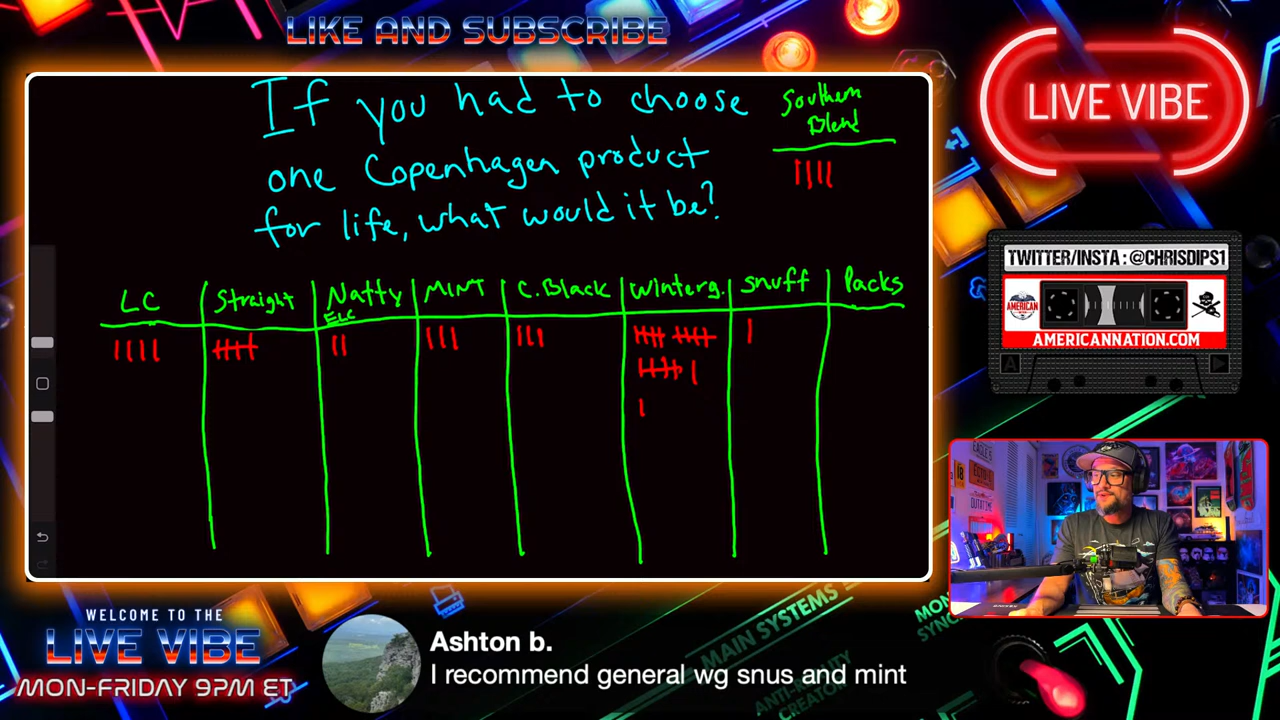 LIKE AND SUBSCRIBE
If you had to choose
one Copenhagen product
for life, what would it be?
Southern
Blend
LC
Straight
Natty
ELC
MINT
C Black
Winterg.
Snuff
Packs
LIVE VIBE
TWITTER/INSTA : @CHRISDIPS1
AMERICAN
AMERICANNATION.COM
A
WELCOME TO THE
LIVE VIBE
MON-FRIDAY 9PM ET
Ashton b.
I recommend general wg snus and mint
MAIN SYSTEMS